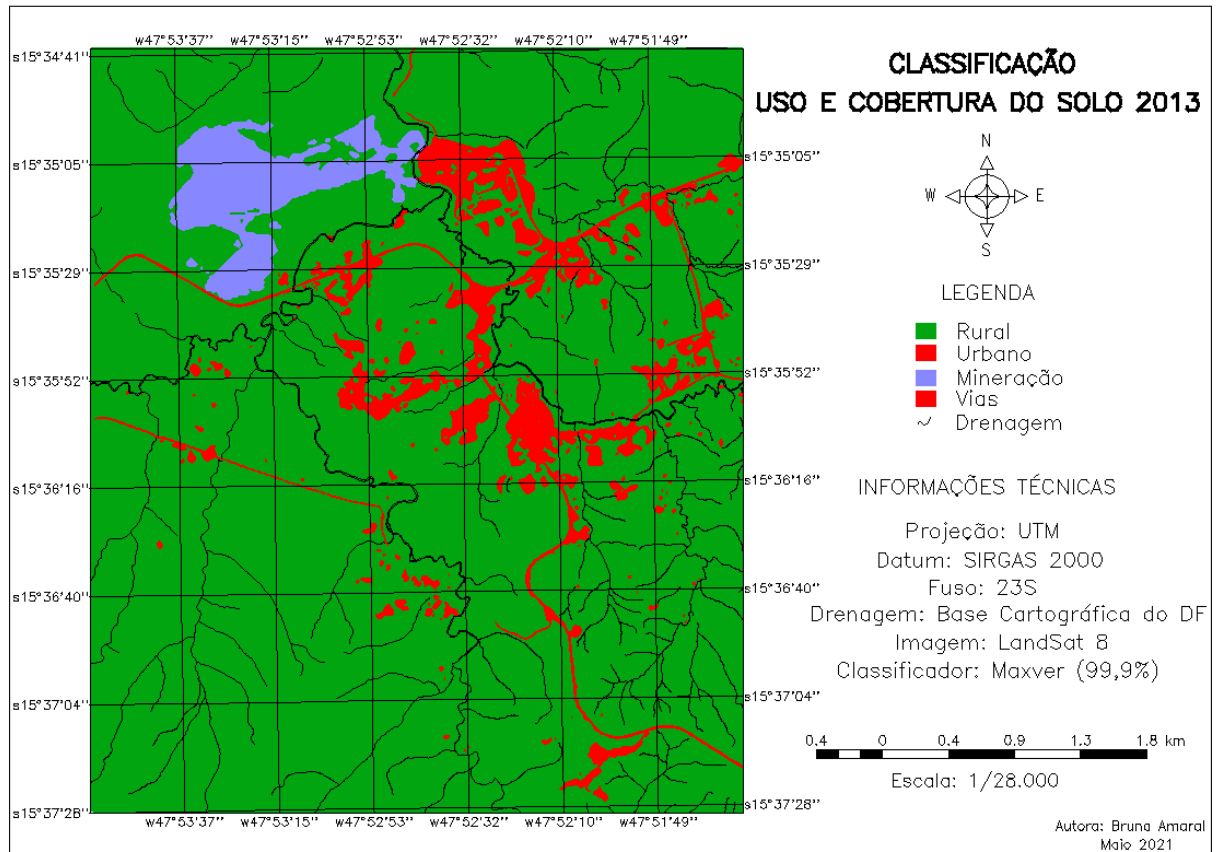 w47°53'37'' w47°53'15'' w47°52'53'' w47°52'32'' w47°52'10'' w47°51'49''
s15°34'41''
s15°35'05''
s15°35'29''
s15°35'52''
s15°36'16''
s15°36'40''
s15°37'04''
s15°37'28''
s15°35'05''
s15°35'29''
s15°35'52''
s15°36'16''
s15°36'40''
s15°37'04''
s15°37'28''
w47°53'37'' w47°53'15'' w47°52'53'' w47°52'32'' w47°52'10'' w47°51'49''
CLASSIFICAÇÃO
USO E COBERTURA DO SOLO 2013
N
W E
S
LEGENDA
Rural
Urbano
Mineração
Vias
Drenagem
INFORMAÇÕES TÉCNICAS
Projeção: UTM
Datum: SIRGAS 2000
Fuso: 23S
Drenagem: Base Cartográfica do DF
Imagem: LandSat 8
Classificador: Maxver (99,9%)
0.4 0 0.4 0.9 1.3 1.8 km
Escala: 1/28.000
Autora: Bruna Amaral
Maio 2021